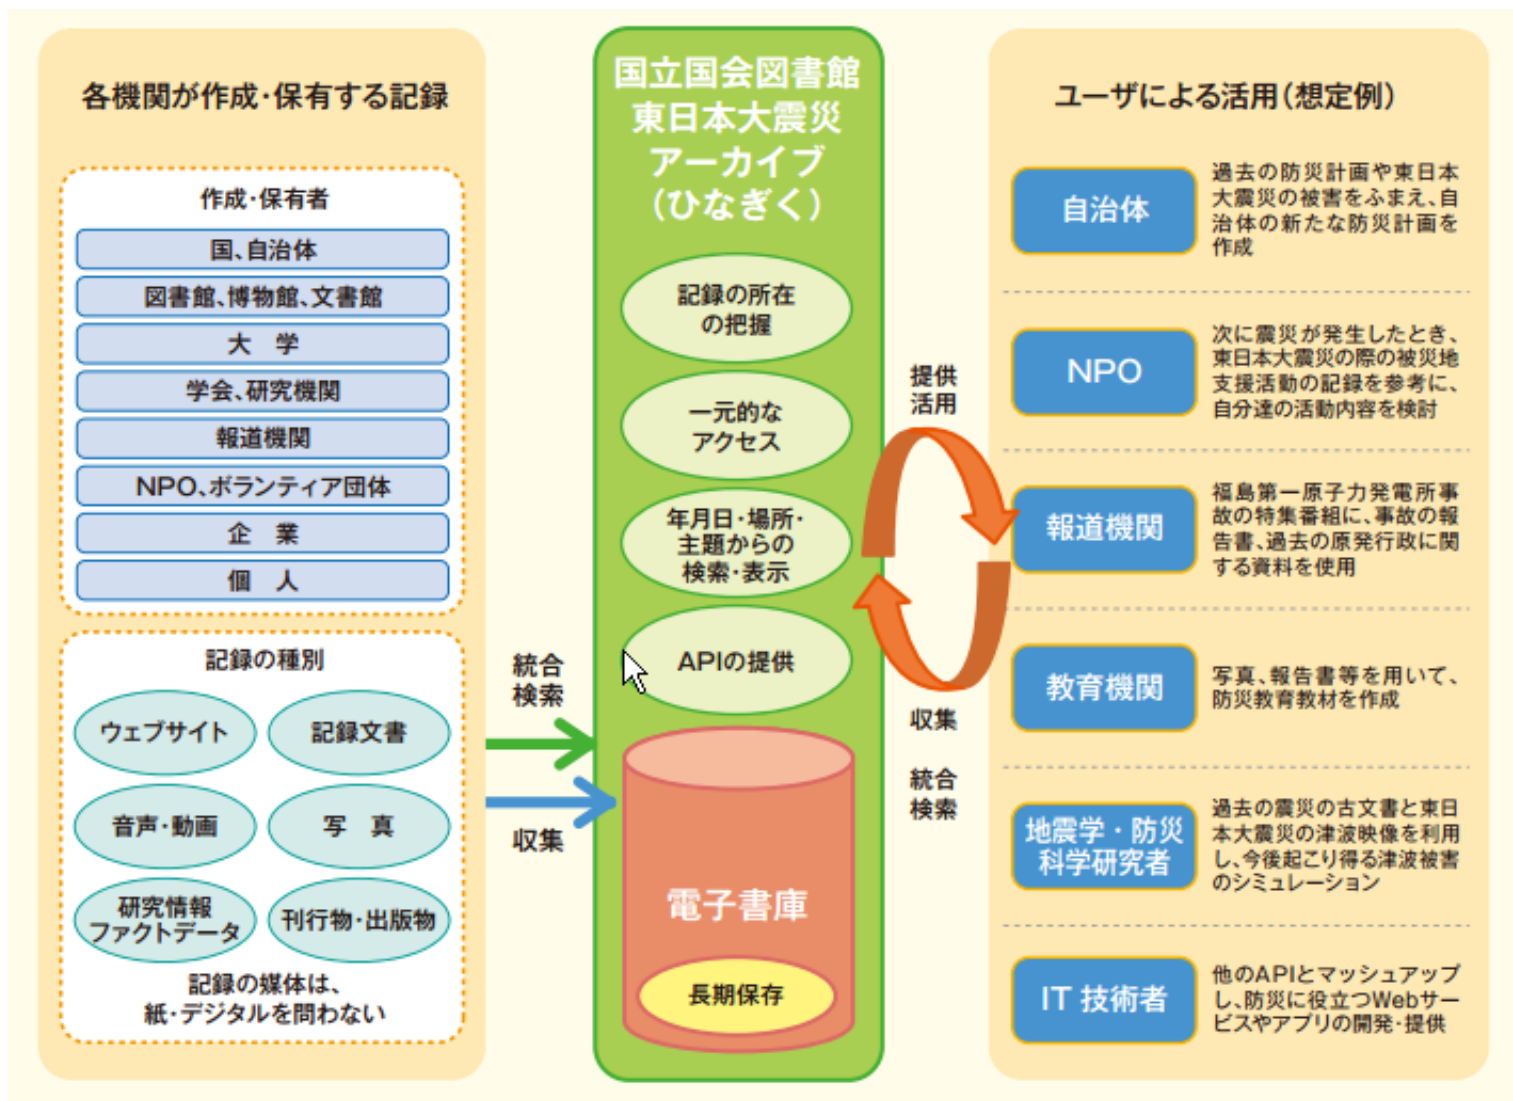 各機関が作成・保有する記録
作成・保有者
国、自治体
図書館、博物館、文書館
大　学
学会、研究機関
報道機関
NPO、ボランティア団体
企　業
個　人
記録の種別
ウェブサイト
記録文書
音声・動画
写　真
研究情報
ファクトデータ
刊行物・出版物
記録の媒体は、
紙・デジタルを問わない
統合
検索
収集
国立国会図書館
東日本大震災
アーカイブ
（ひなぎく）
記録の所在
の把握
一元的な
アクセス
年月日・場所・
主題からの
検索・表示
APIの提供
電子書庫
長期保存
提供
活用
収集
統合
検索
ユーザによる活用（想定例）
自治体
過去の防災計画や東日本
大震災の被害をふまえ、自
治体の新たな防災計画を
作成
NPO
次に震災が発生したとき、
東日本大震災の際の被災地
支援活動の記録を参考に、
自分達の活動内容を検討
報道機関
福島第一原子力発電所事
故の特集番組に、事故の報
告書、過去の原発行政に関
する資料を使用
教育機関
写真、報告書等を用いて、
防災教育教材を作成
地震学・防災
科学研究者
過去の震災の古文書と東日
本大震災の津波映像を利用
し、今後起こり得る津波被害
のシミュレーション
IT 技術者
他のAPIとマッシュアップ
し、防災に役立つWebサー
ビスやアプリの開発・提供